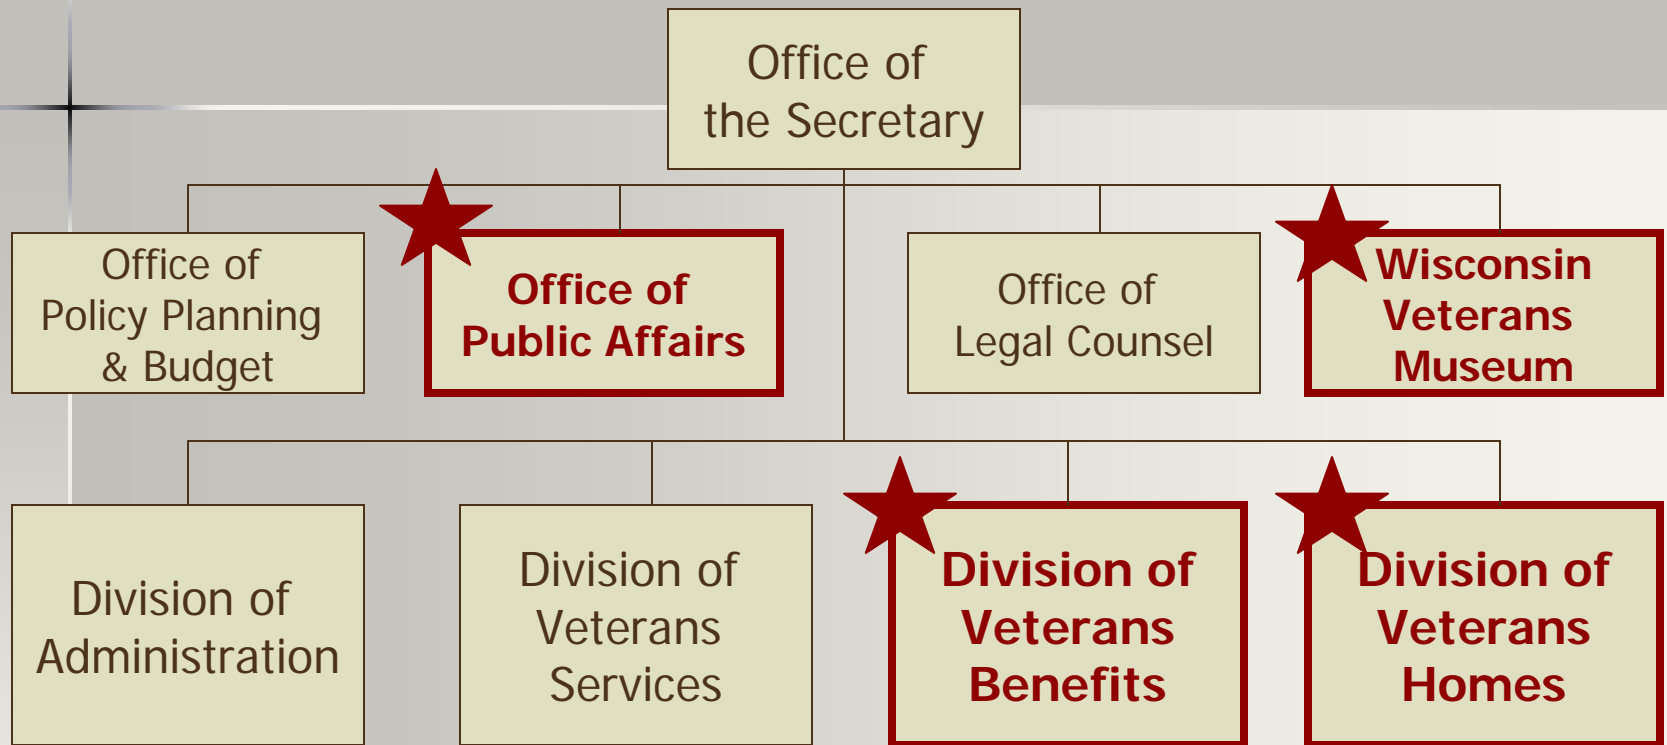 Office of
the Secretary
Office of
Policy Planning
& Budget
Office of
Public Affairs
Office of
Legal Counsel
Wisconsin
Veterans
Museum
Division of
Administration
Division of
Veterans
Services
Division of
Veterans
Benefits
Division of
Veterans
Homes